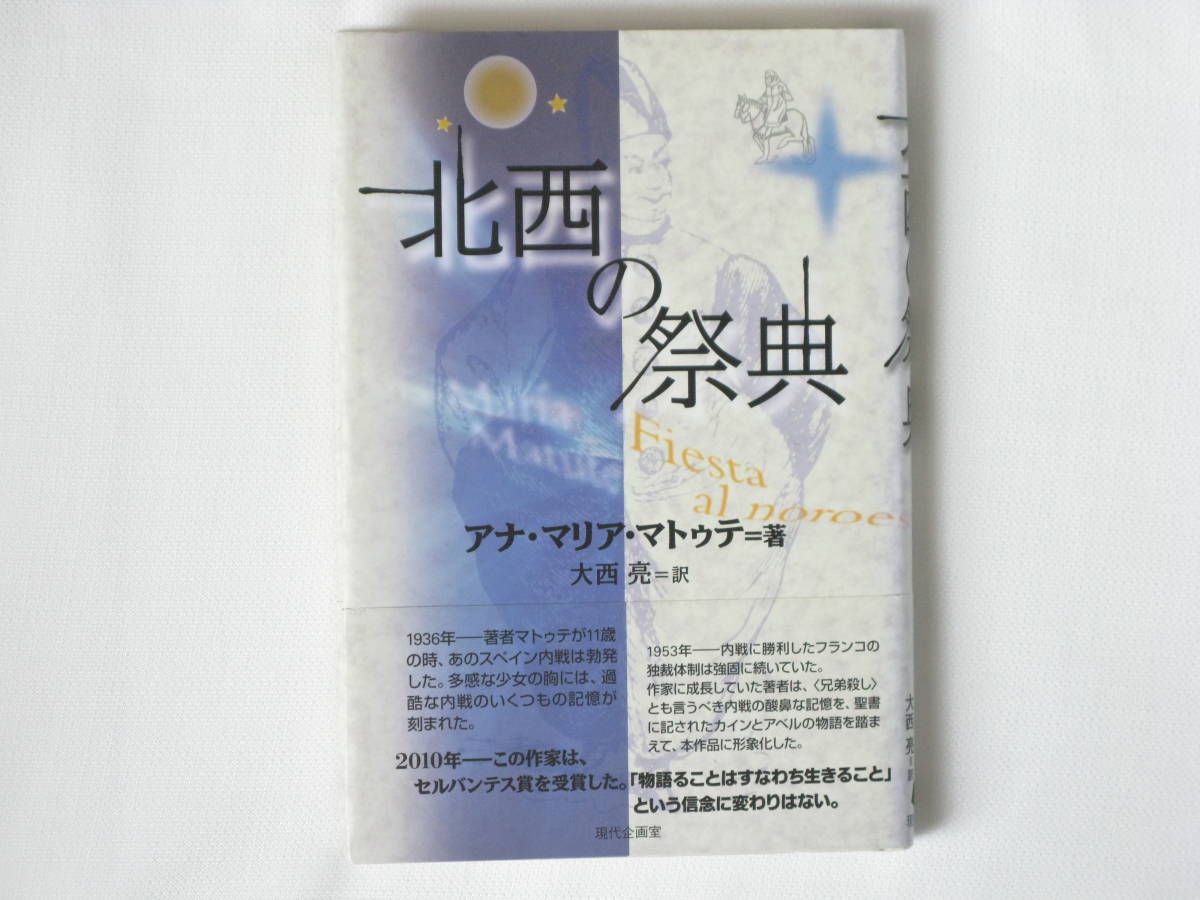 北西
の
祭典
Matute
Fiesta
al noroes
アナ・マリア・マトゥテ=著
大西 亮=訳
1936年——著者マトゥテが11歳
の時、あのスペイン内戦は勃発
した。多感な少女の胸には、過
酷な内戦のいくつもの記憶が
刻まれた。
1953年——内戦に勝利したフランコの
独裁体制は強固に続いていた。
作家に成長していた著者は、〈兄弟殺し〉
とも言うべき内戦の酸鼻な記憶を、聖書
に記されたカインとアベルの物語を踏ま
えて、本作品に形象化した。
2010年——この作家は、
セルバンテス賞を受賞した。「物語ることはすなわち生きること」
という信念に変わりはない。
現代企画室
大西 亮=訳